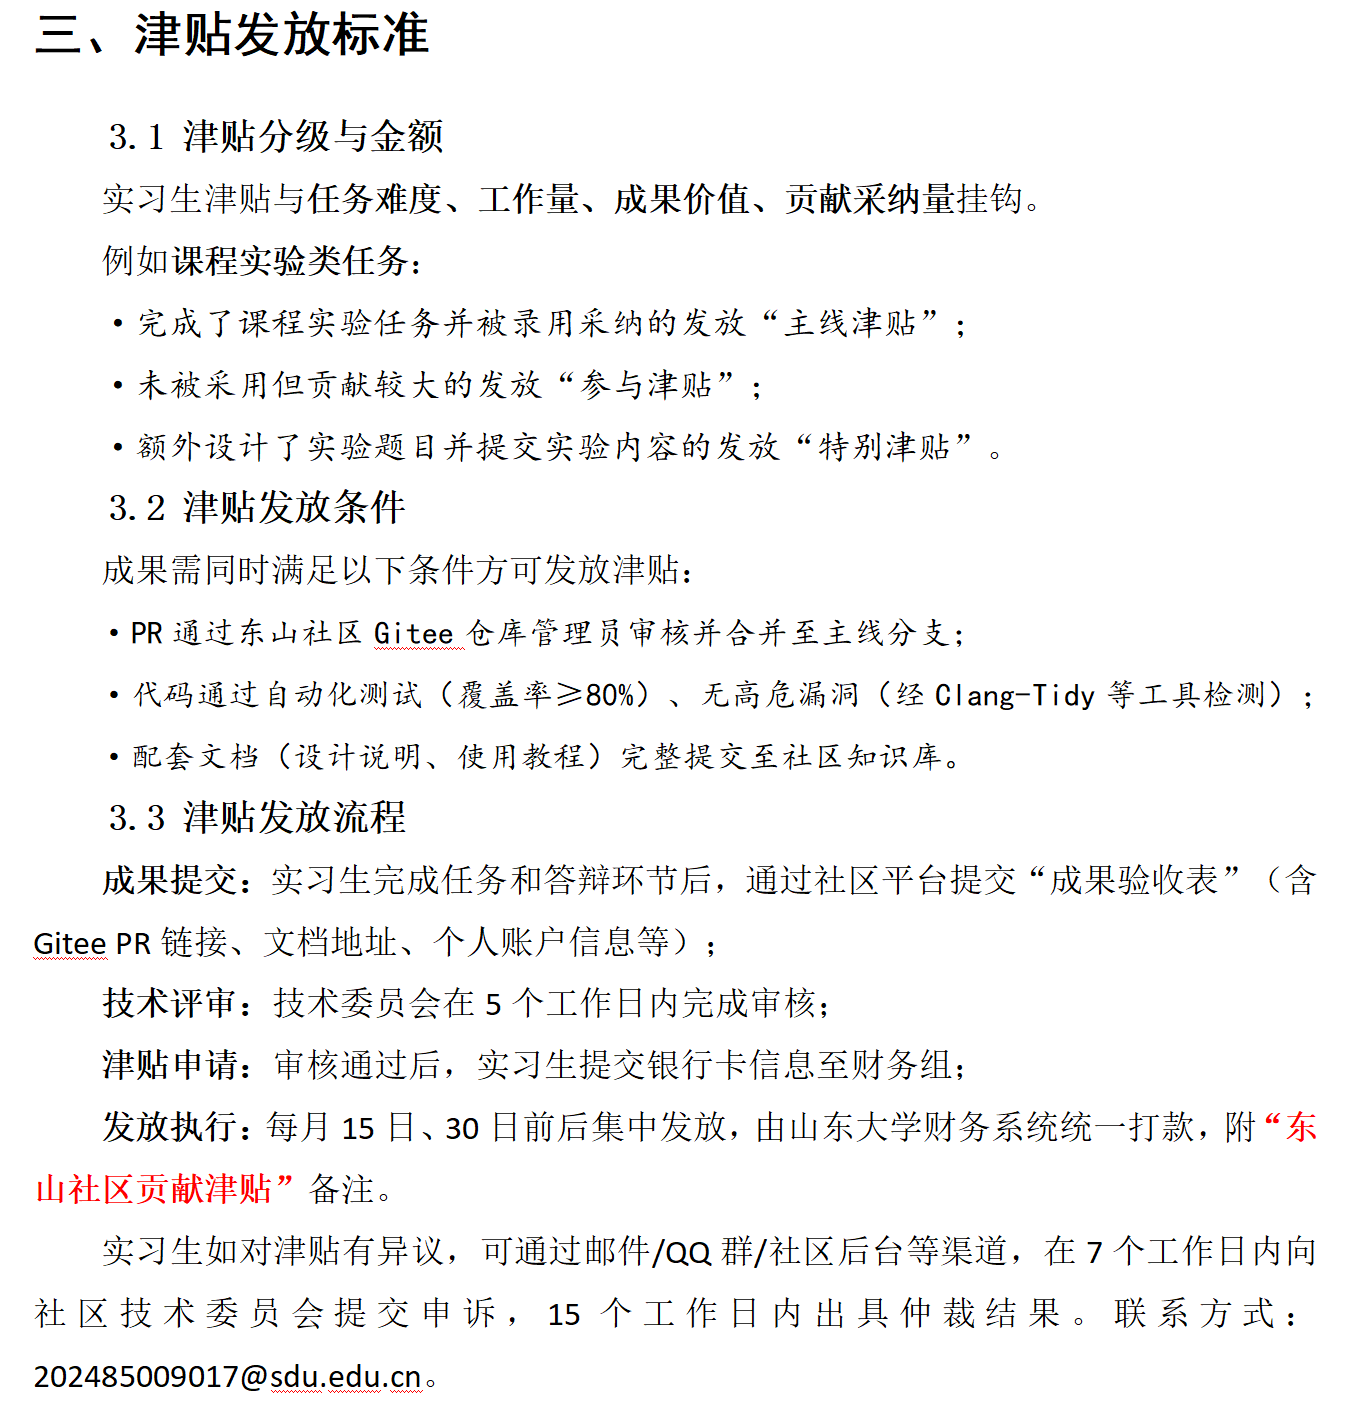 三、津贴发放标准
3.1 津贴分级与金额
实习生津贴与任务难度、工作量、成果价值、贡献采纳量挂钩。
例如课程实验类任务：
·完成了课程实验任务并被录用采纳的发放“主线津贴”；
·未被采用但贡献较大的发放“参与津贴”；
·额外设计了实验题目并提交实验内容的发放“特别津贴”。
3.2 津贴发放条件
成果需同时满足以下条件方可发放津贴：
·PR 通过东山社区 Gitee 仓库管理员审核并合并至主线分支；
·代码通过自动化测试（覆盖率≥80%）、无高危漏洞（经 Clang-Tidy 等工具检测）；
·配套文档（设计说明、使用教程）完整提交至社区知识库。
3.3 津贴发放流程
成果提交：实习生完成任务和答辩环节后，通过社区平台提交“成果验收表”（含
Gitee PR 链接、文档地址、个人账户信息等）；
技术评审：技术委员会在 5 个工作日内完成审核；
津贴申请：审核通过后，实习生提交银行卡信息至财务组；
发放执行：每月 15 日、30 日前后集中发放，由山东大学财务系统统一打款，附“东
山社区贡献津贴”备注。
实习生如对津贴有异议，可通过邮件/QQ 群/社区后台等渠道，在 7 个工作日内向
社区技术委员会提交申诉，15 个工作日内出具仲裁结果。联系方式：
202485009017@sdu.edu.cn。